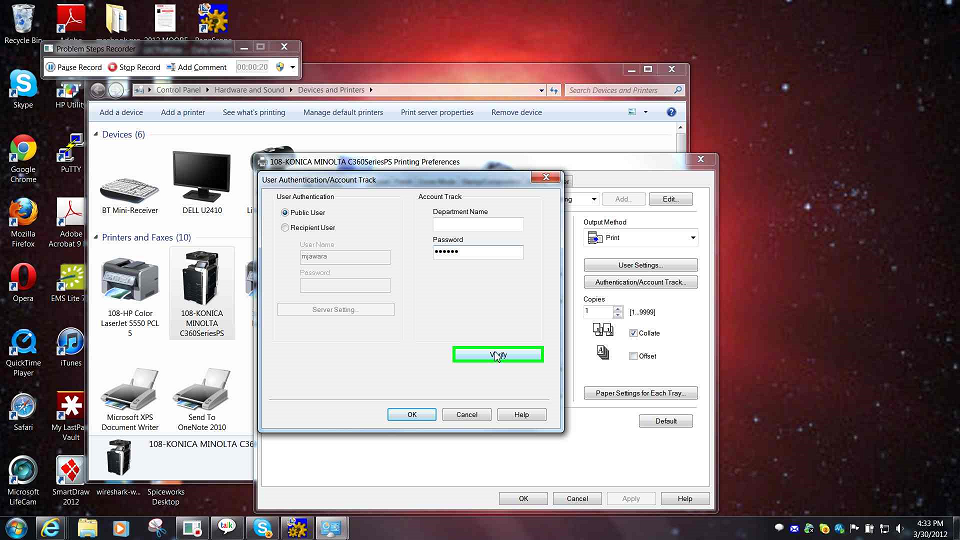 Recycle Bin
Adobe
2012 MOORE
Problem Steps Recorder
Pause Record
Stop Record
Add Comment
00:00:20
Control Panel
Hardware and Sound
Devices and Printers
Search Devices and Printers
Add a device
Add a printer
See what's printing
Manage default printers
Print server properties
Remove device
Devices (6)
BT Mini-Receiver
DELL U2410
Printers and Faxes (10)
108-HP Color
LaserJet 5550 PCL
5
108-KONICA
MINOLTA
C360SeriesPS
Microsoft XPS
Document Writer
Send To
OneNote 2010
108-KONICA MINOLTA C36
Skype
HP Utility
Google
Chrome
PuTTY
Mozilla
Firefox
Adobe
Acrobat 9
Opera
EMS Lite 7
QuickTime
Player
iTunes
Safari
My LastPa
Vault
Microsoft
LifeCam
SmartDraw
2012
wireshark-w...
Spiceworks
Desktop
108-KONICA MINOLTA C360SeriesPS Printing Preferences
Add...
Edit...
Output Method
Print
User Settings...
Authentication/Account Track...
Copies
1
[1..9999]
Collate
Offset
Paper Settings for Each Tray...
Default
OK
Cancel
Apply
Help
User Authentication/Account Track
User Authentication
Public User
Recipient User
User Name
mjawara
Password
Server Setting...
Account Track
Department Name
Password
••••••
Verify
OK
Cancel
Help
talk
4:33 PM
3/30/2012